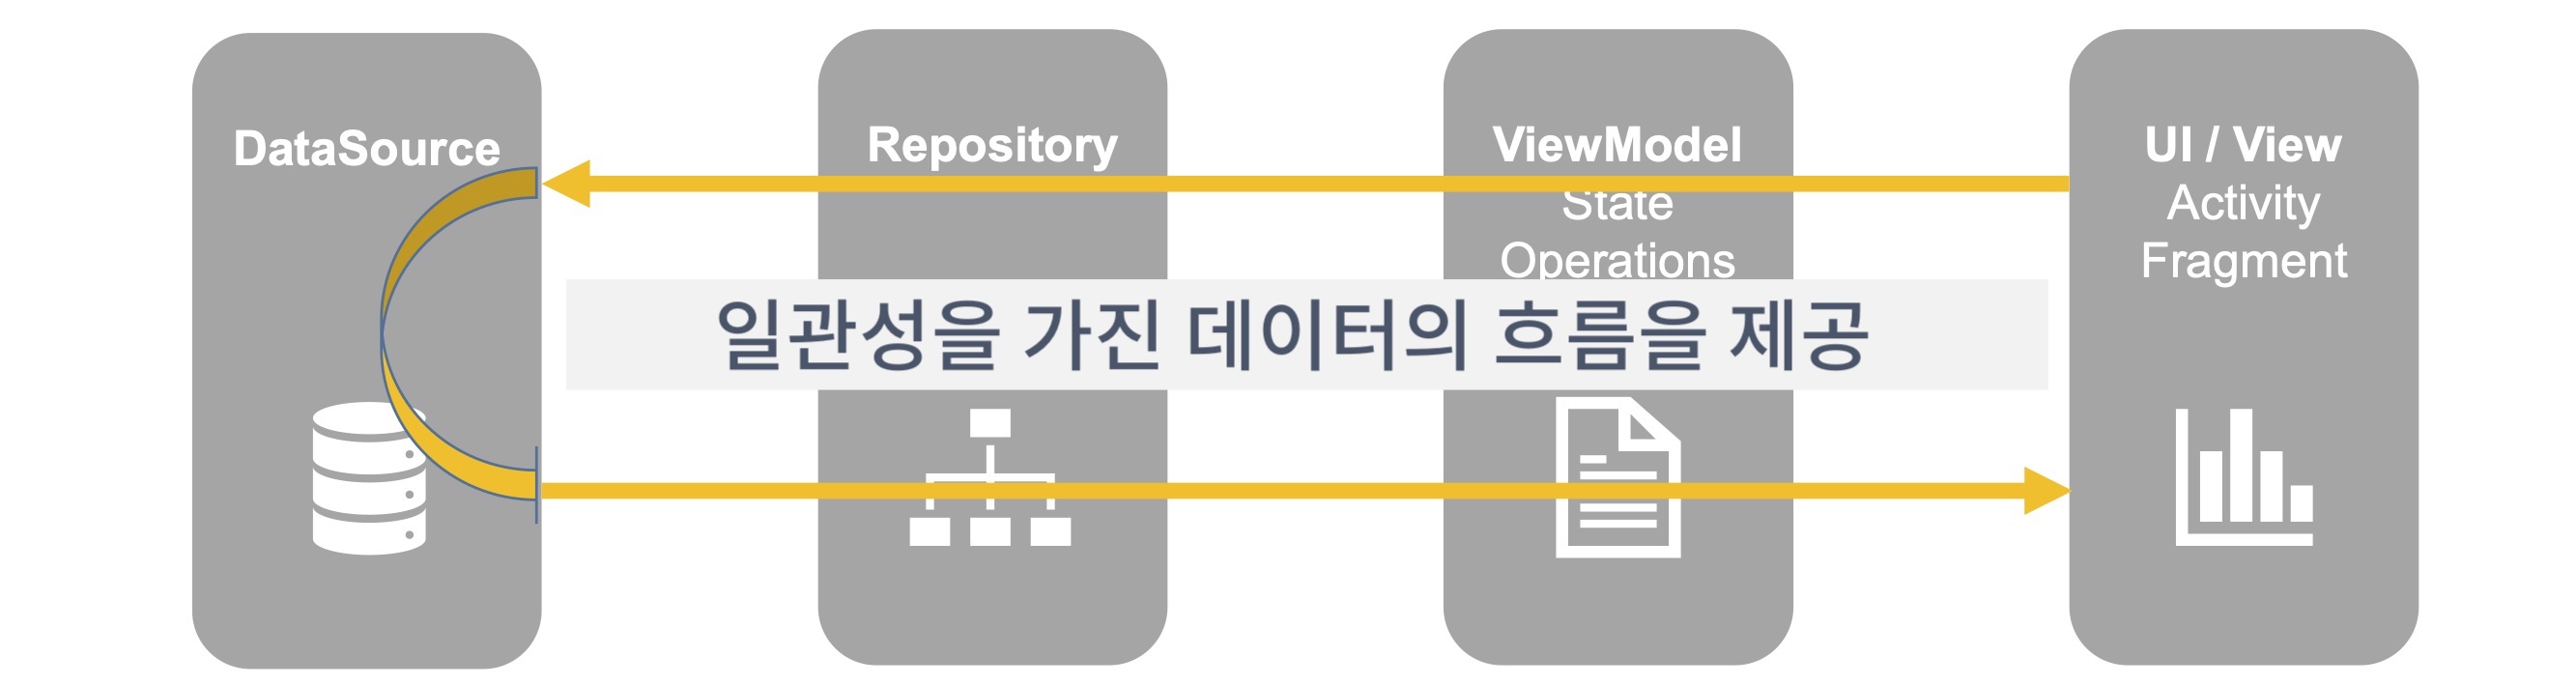 DataSource
Repository
ViewModel
State
Operations
UI / View
Activity
Fragment
일관성을 가진 데이터의 흐름을 제공